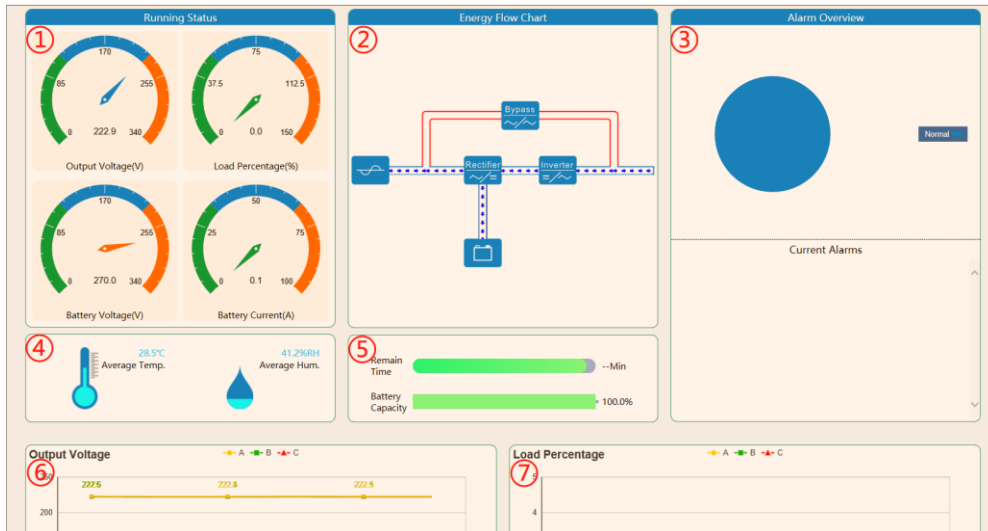 Running Status
①
170
85
255
0
222.9
340
Output Voltage(V)
75
37.5
112.5
0
0.0
150
Load Percentage(%)
170
85
255
0
270.0
340
Battery Voltage(V)
50
25
75
0
0.1
100
Battery Current(A)
Energy Flow Chart
②
Bypass
Rectifier
Inverter
Alarm Overview
③
Normal
Current Alarms
④
28.5℃
Average Temp.
41.2%RH
Average Hum.
⑤
Remain
Time
--Min
Battery
Capacity
100.0%
Output Voltage
A B C
⑥
222.5
200
Load Percentage
A B C
⑦
4